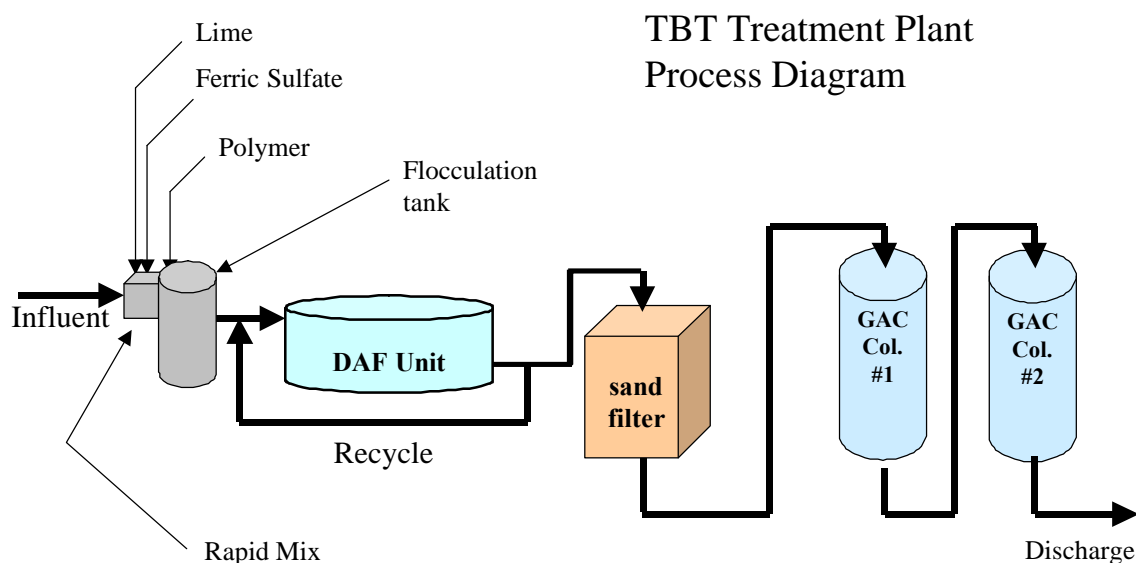 TBT Treatment Plant
Process Diagram
Lime
Ferric Sulfate
Polymer
Flocculation
tank
Influent
DAF Unit
Recycle
Rapid Mix
sand
filter
GAC
Col.
#1
GAC
Col.
#2
Discharge